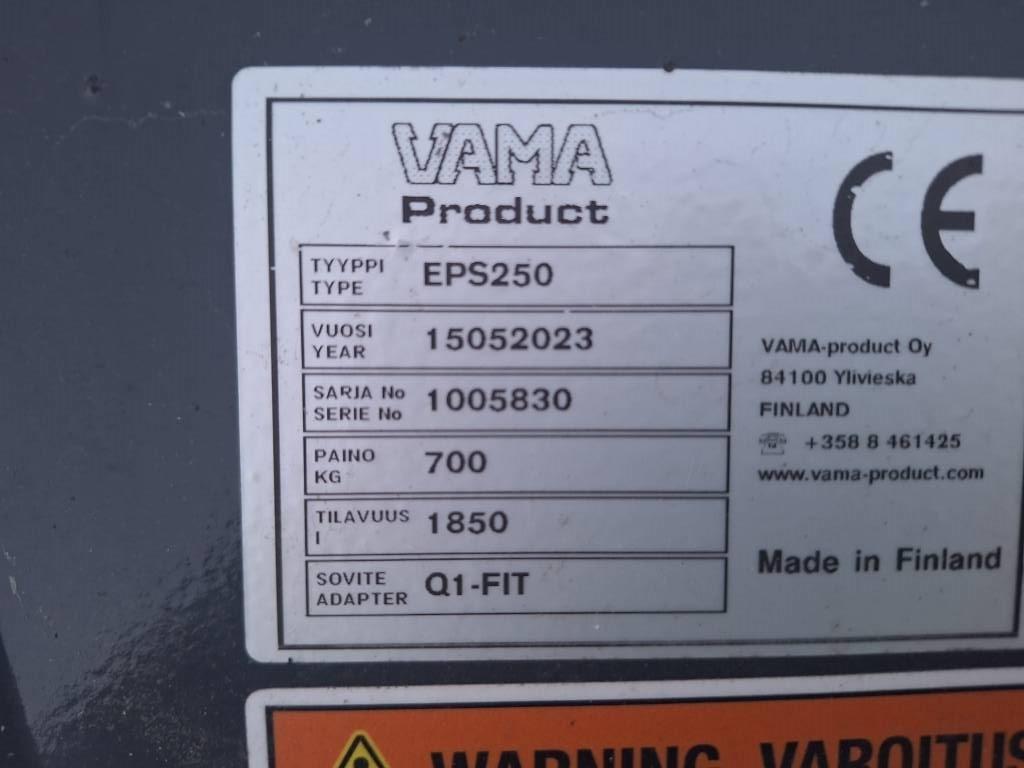 VAMA
Product
CE
TYYPPI
TYPE
EPS250
VUOSI
YEAR
15052023
SARJA No
SERIE No
1005830
PAINO
KG
700
TILAVUUS
l
1850
SOVITE
ADAPTER
Q1-FIT
VAMA-product Oy
84100 Ylivieska
FINLAND
☏ +358 8 461425
www.vama-product.com
Made in Finland
WARNING VAROITUS